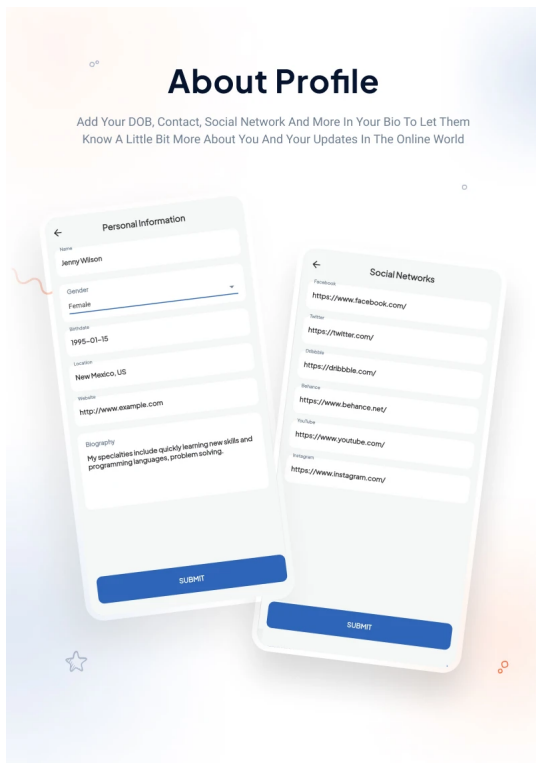 About Profile
Add Your DOB, Contact, Social Network And More In Your Bio To Let Them
Know A Little Bit More About You And Your Updates In The Online World
Personal Information
Name
Jenny Wilson
Gender
Female
Birthdate
1995-01-15
Location
New Mexico, US
Website
http://www.example.com
Biography
My specialties include quickly learning new skills and
programming languages, problem solving.
SUBMIT
Social Networks
Facebook
https://www.facebook.com/
Twitter
https://twitter.com/
Dribbble
https://dribbble.com/
Behance
https://www.behance.net/
YouTube
https://www.youtube.com/
Instagram
https://www.instagram.com/
SUBMIT